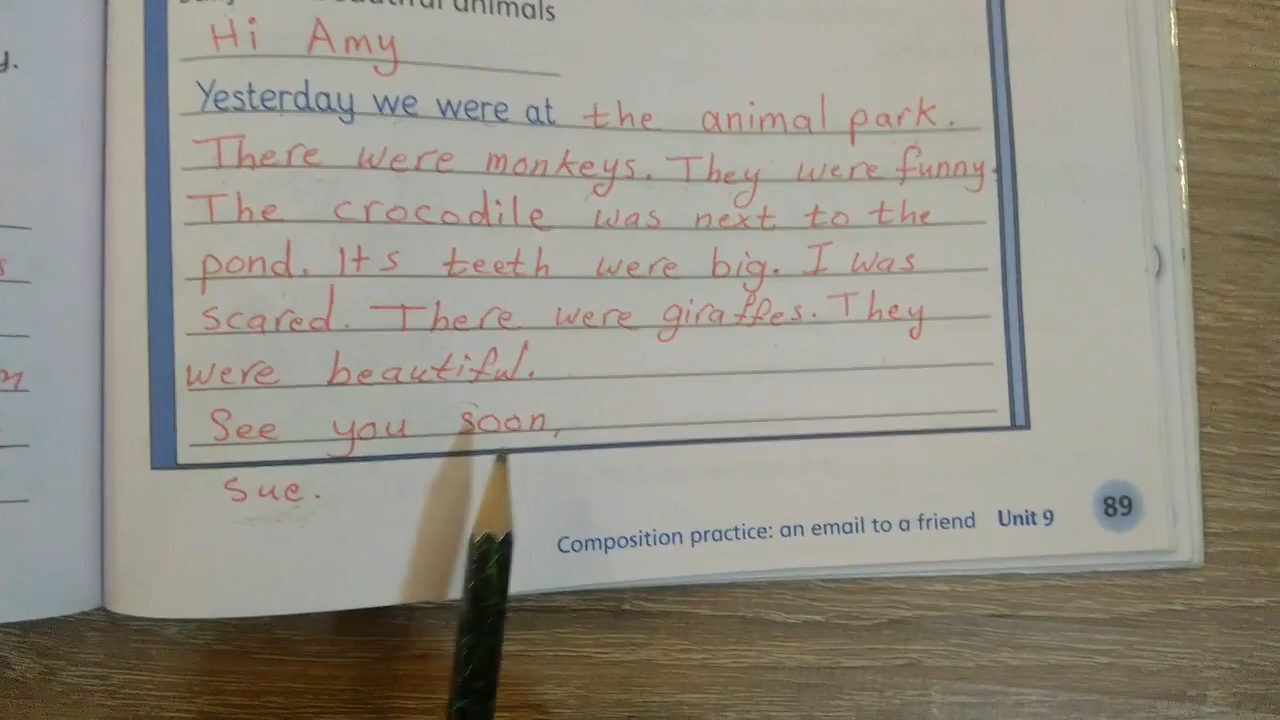 animals
Hi Amy
y.
Yesterday we were at the animal park.
There were monkeys. They were funny.
The crocodile was next to the
pond. Its teeth were big. I was
scared. There were giraffes. They
were beautiful.
See you soon,
Sue.
Composition practice: an email to a friend Unit 9 89